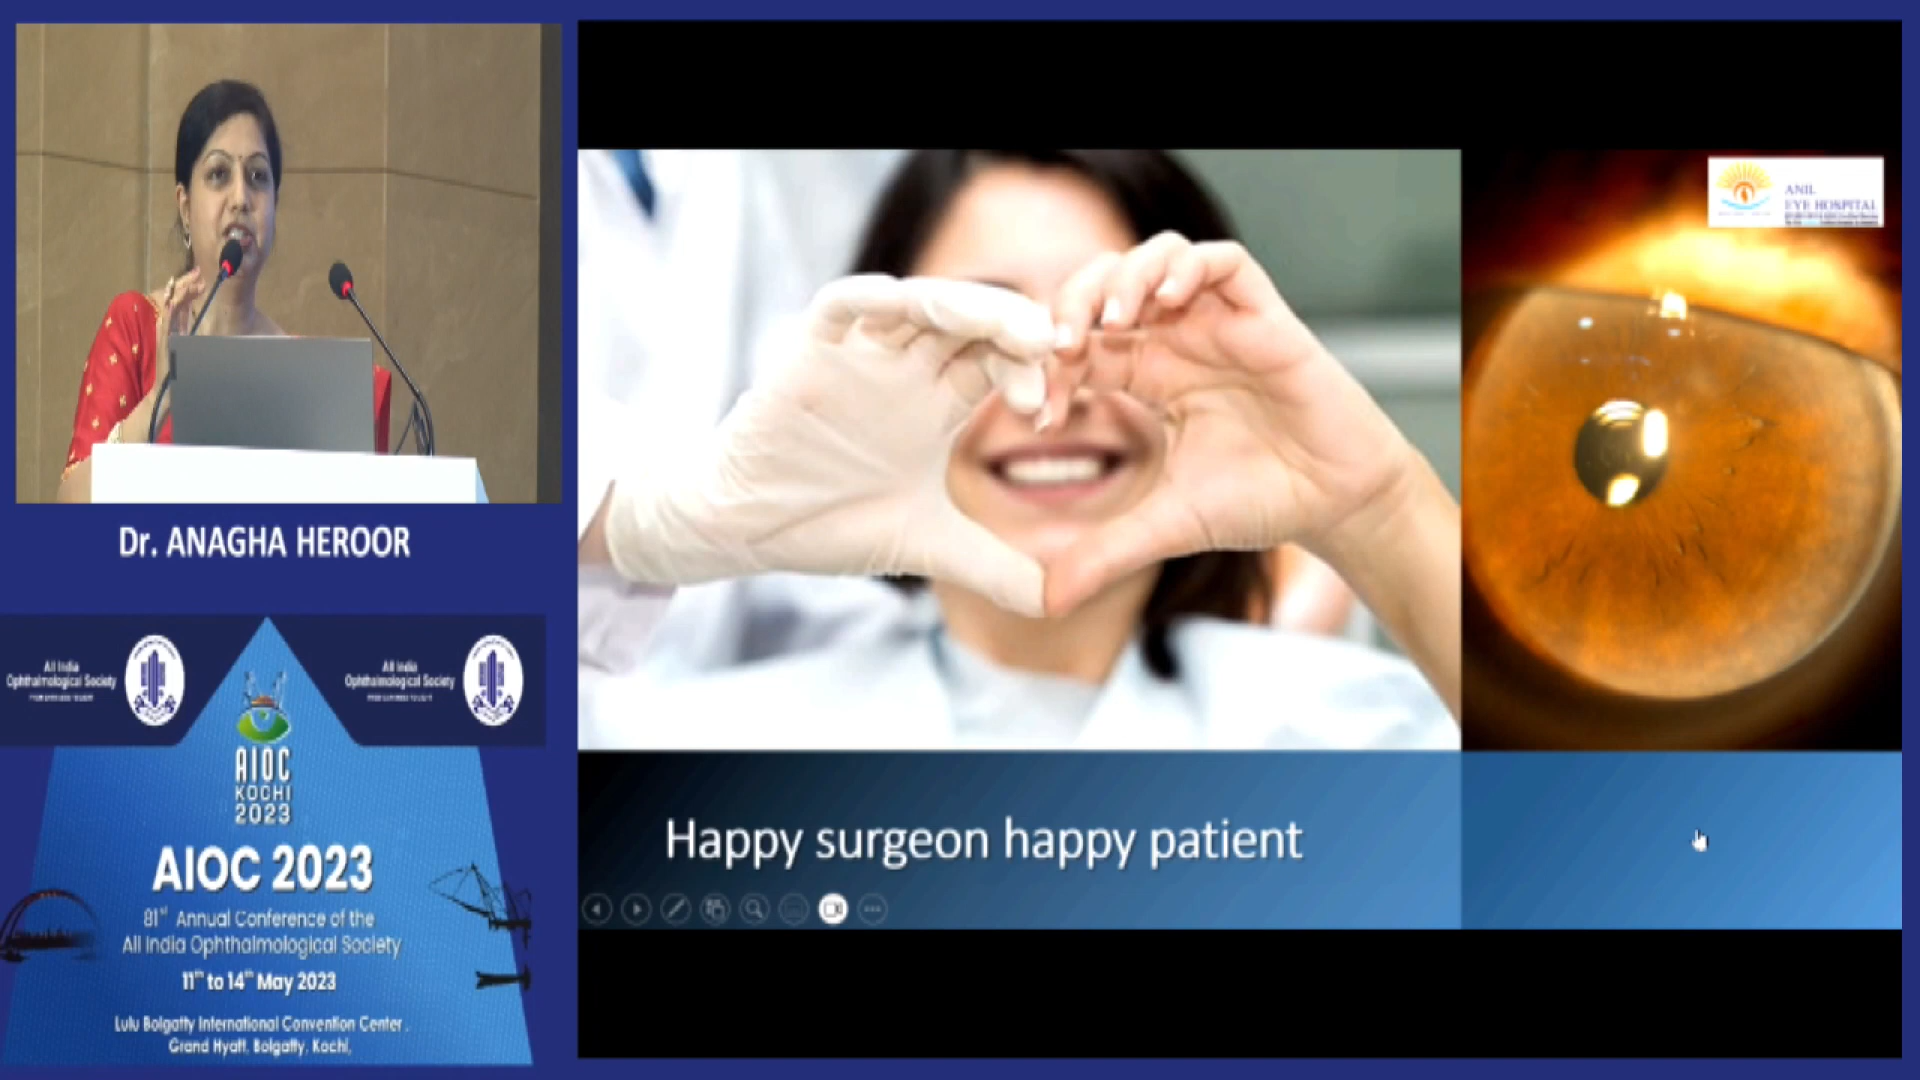 Dr. ANAGHA HEROOR
All India
Ophthalmological Society
All India
Ophthalmological Society
AIOC
KOCHI
2023
AIOC 2023
81st Annual Conference of the
All India Ophthalmological Society
11th to 14th May 2023
Lulu Bolgatty International Convention Center.
Grand Hyatt, Bolgatty, Kochi,
ANIL
EYE HOSPITAL
Happy surgeon happy patient